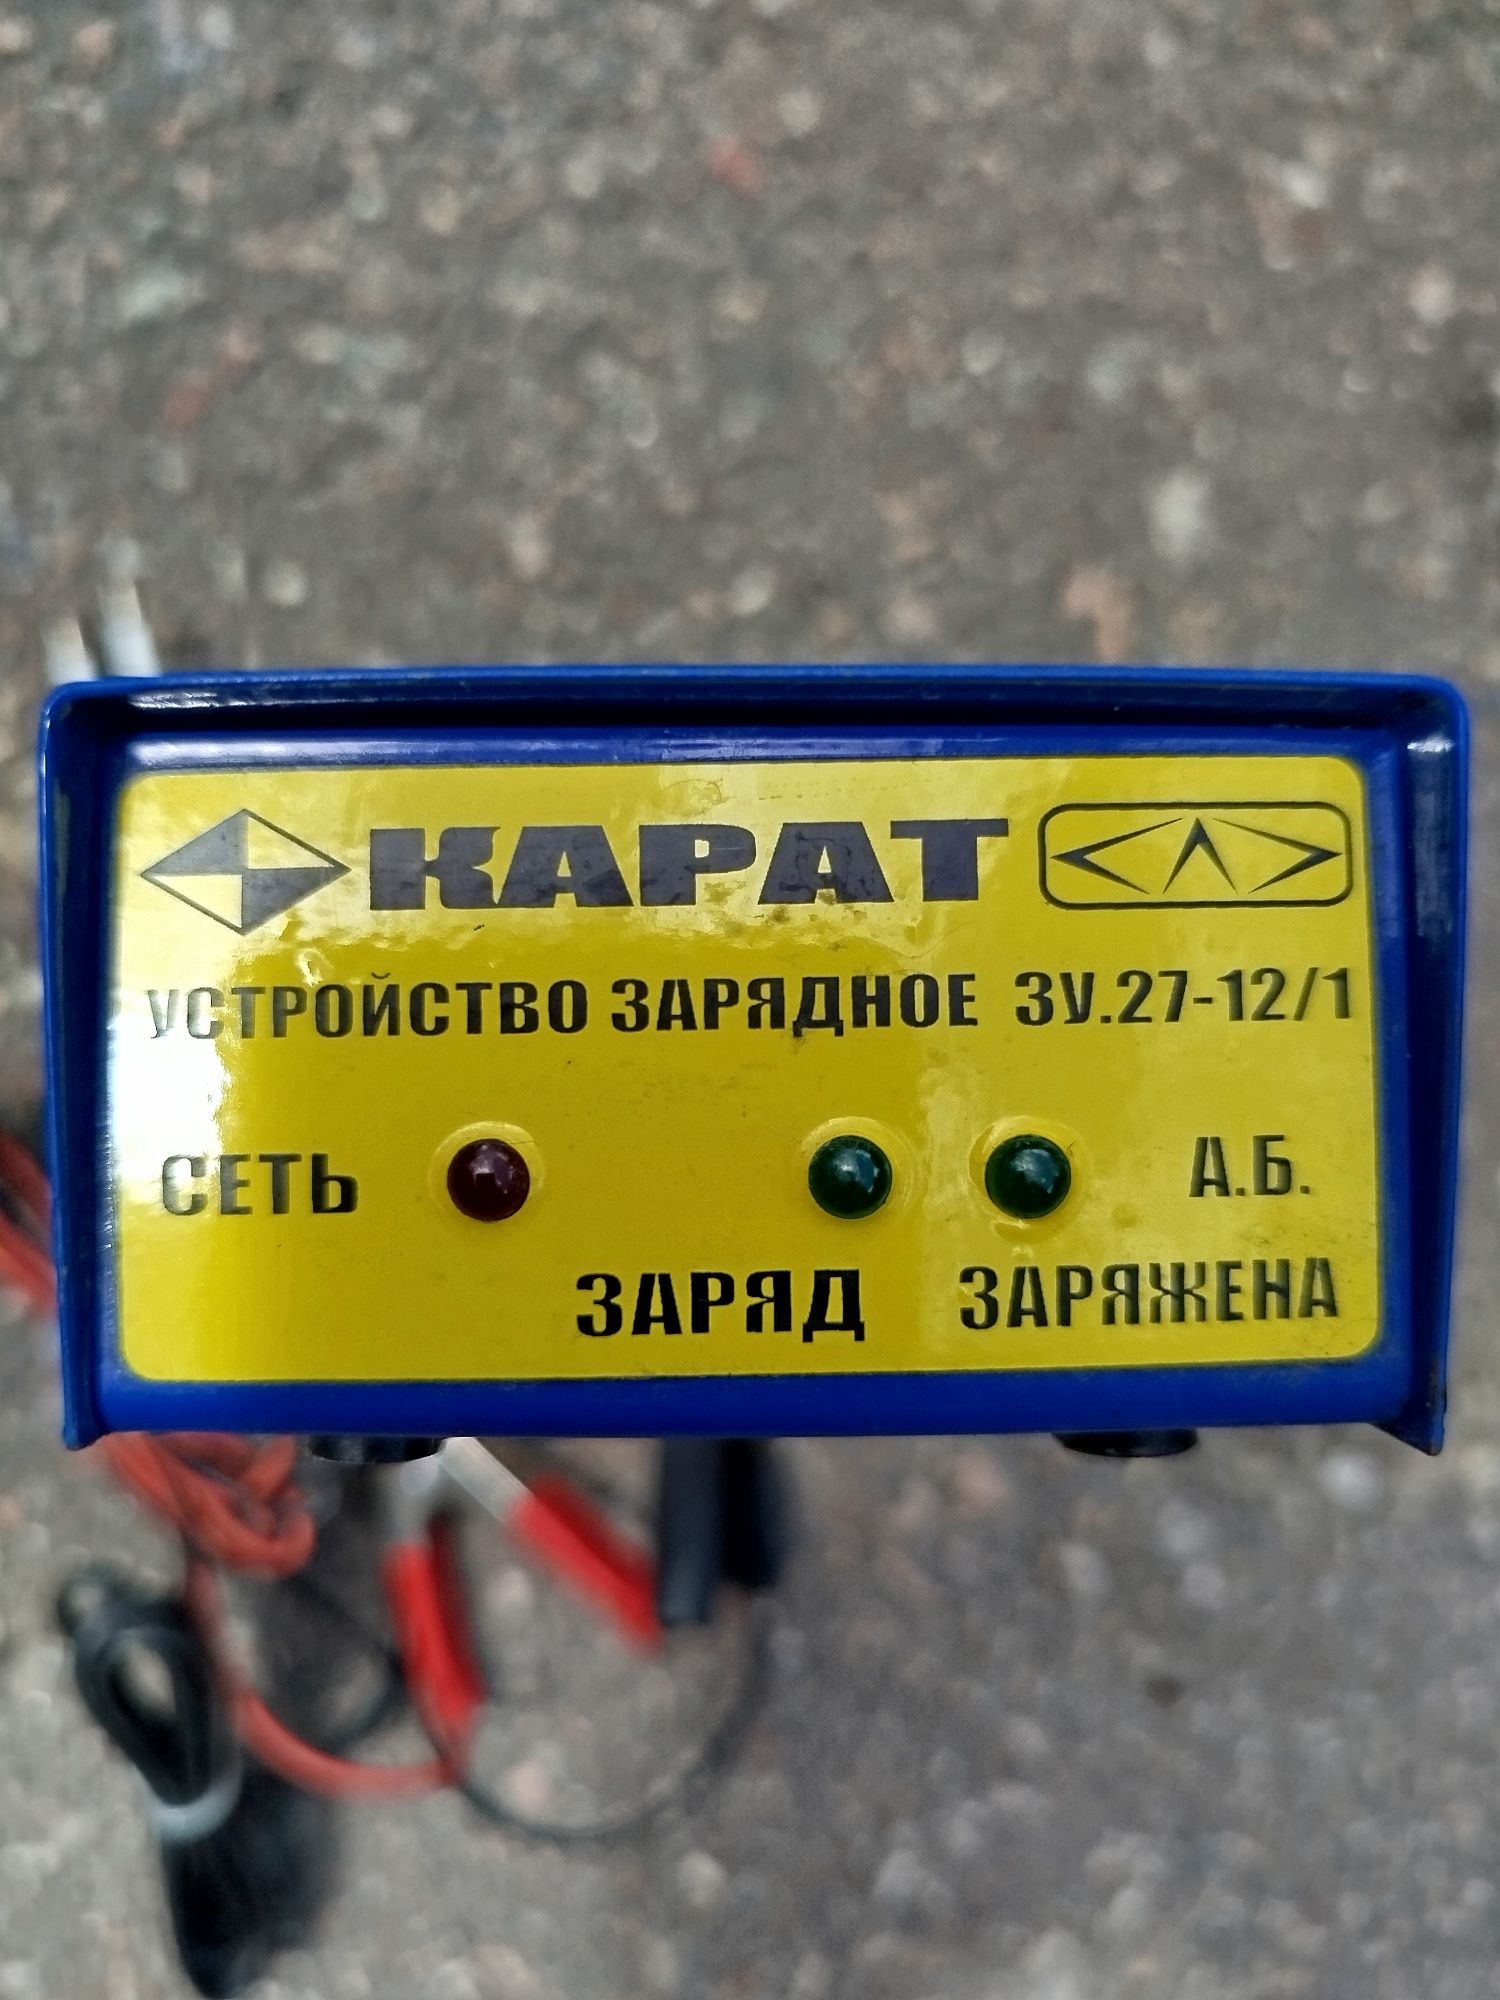 КАРАТ
УСТРОЙСТВО ЗАРЯДНОЕ ЗУ.27-12/1
СЕТЬ
ЗАРЯД
А.Б.
ЗАРЯЖЕНА